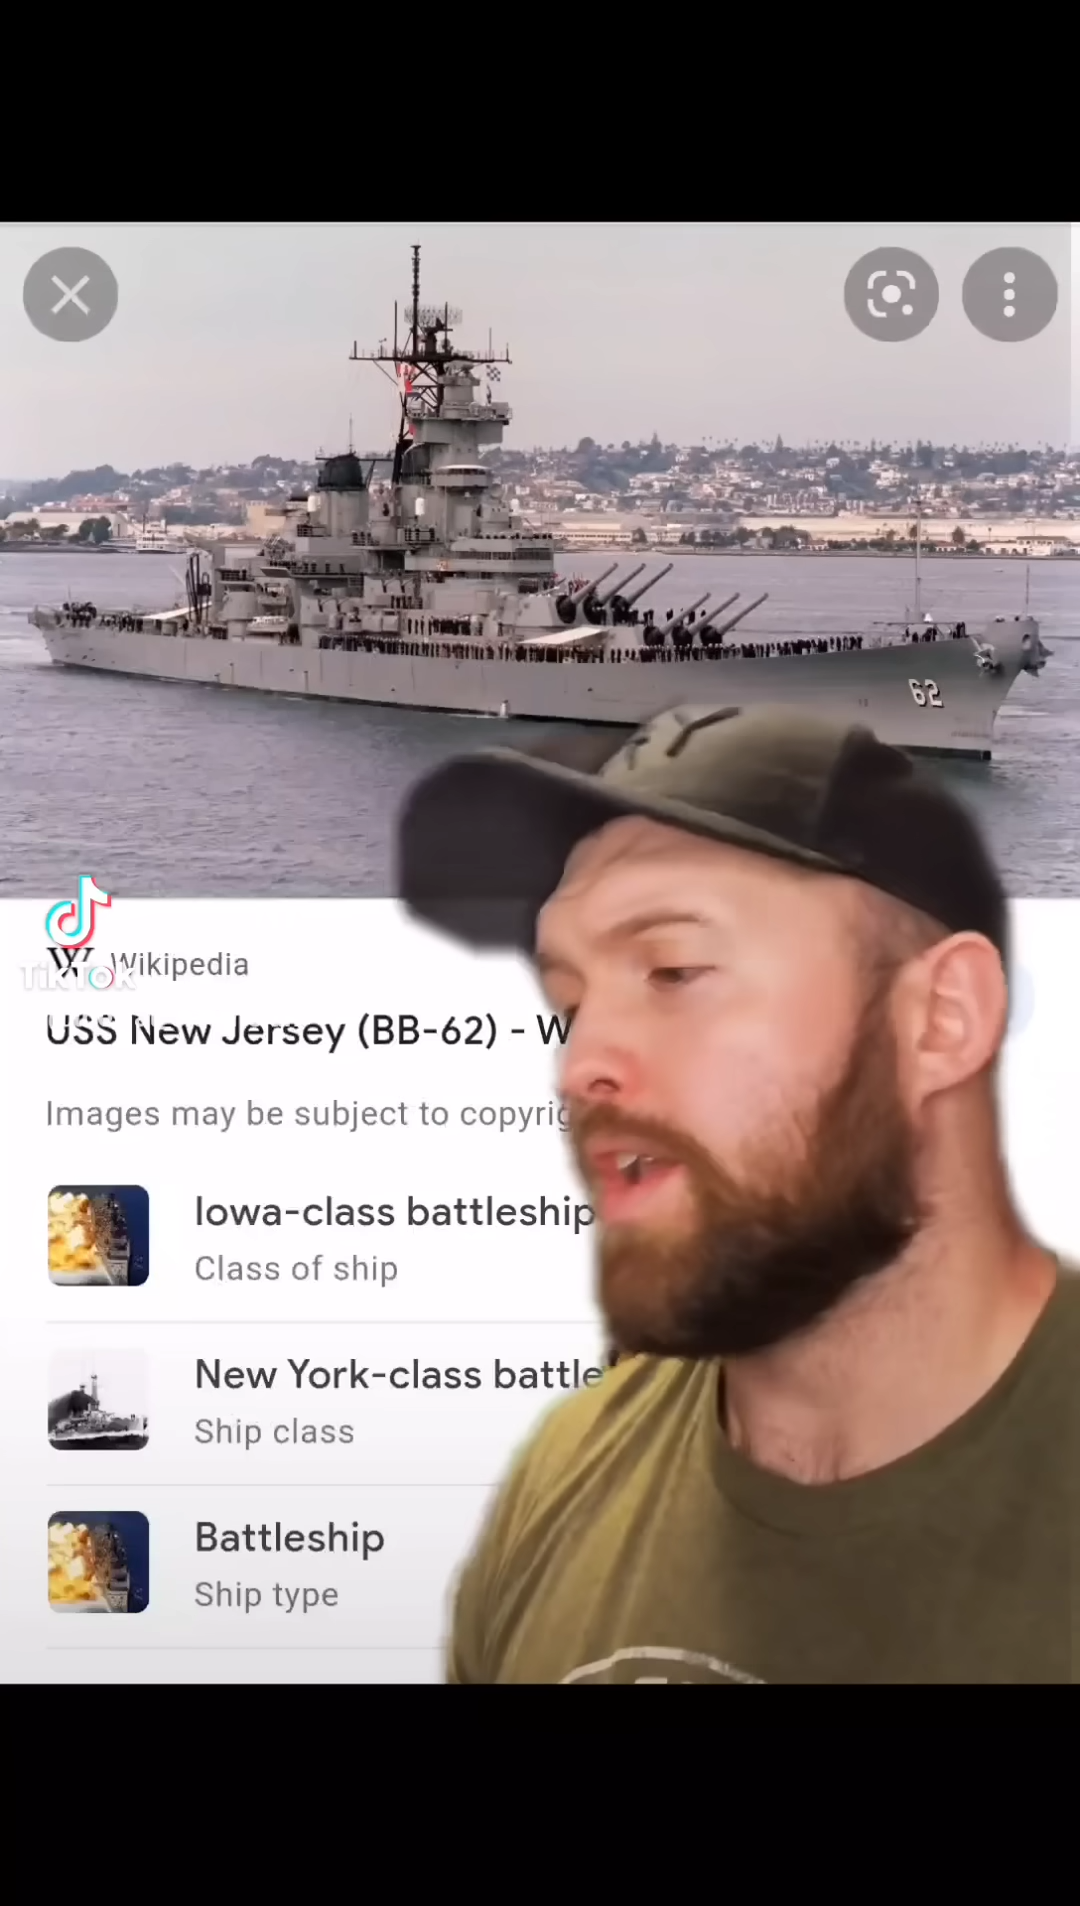 62
TikTok
W Wikipedia
USS New Jersey (BB-62) - W
Images may be subject to copyrig
Iowa-class battleship
Class of ship
New York-class battle
Ship class
Battleship
Ship type